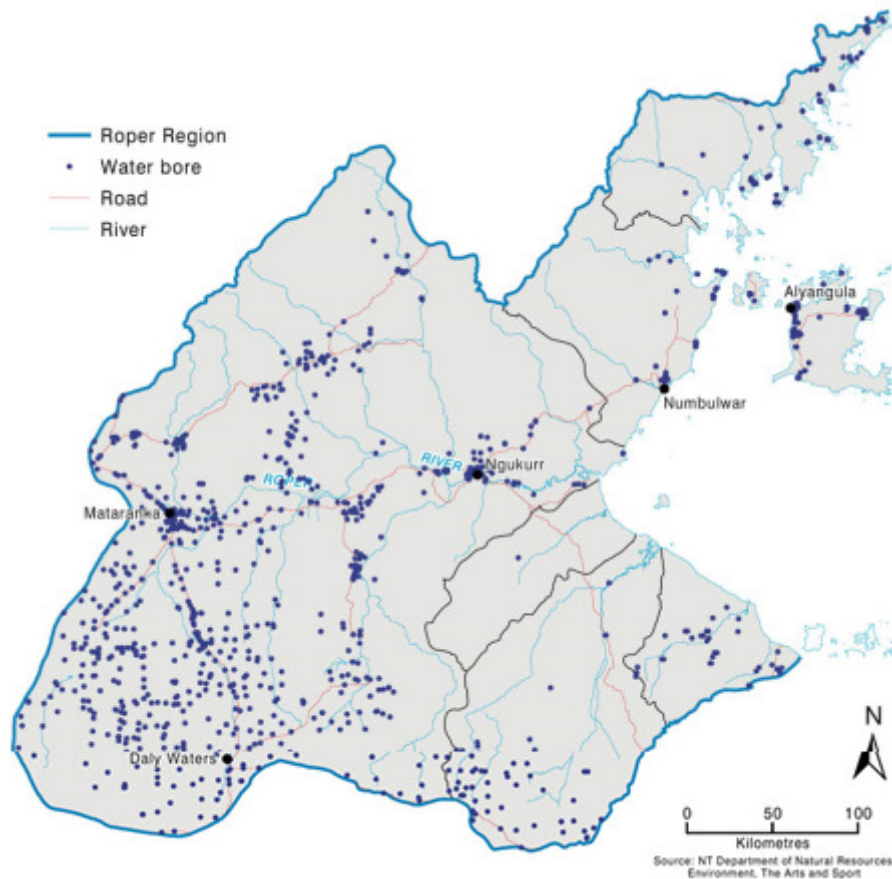 Roper Region
Water bore
Road
River
Alyangula
Numbulwar
RIVER
Ngukurr
ROPER
Mataranka
Daly Waters
N
0 50 100
Kilometres
Source: NT Department of Natural Resources
Environment, The Arts and Sport